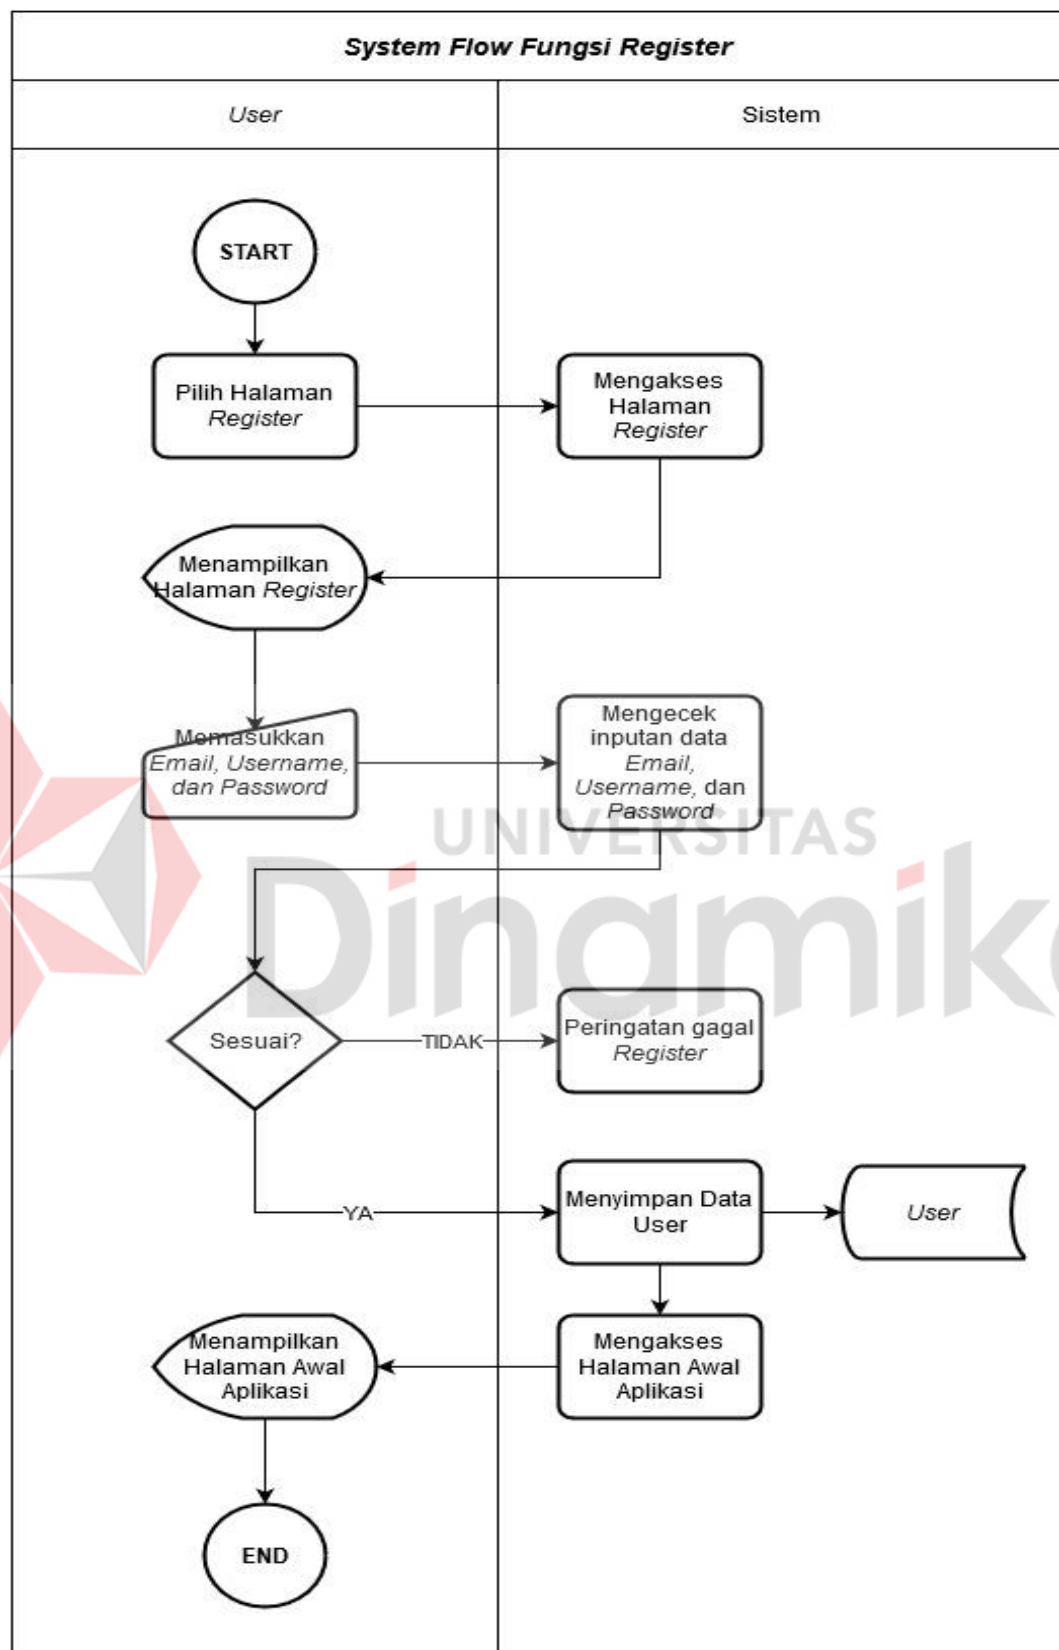 System Flow Fungsi Register
User
Sistem
START
Pilih Halaman
Register
Mengakses
Halaman
Register
Menampilkan
Halaman Register
Memasukkan
Email, Username,
dan Password
Mengecek
inputan data
Email,
Username, dan
Password
UNIVERSITAS
Dinamika
Sesuai?
TIDAK
Peringatan gagal
Register
YA
Menyimpan Data
User
User
Mengakses
Halaman Awal
Aplikasi
Menampilkan
Halaman Awal
Aplikasi
END